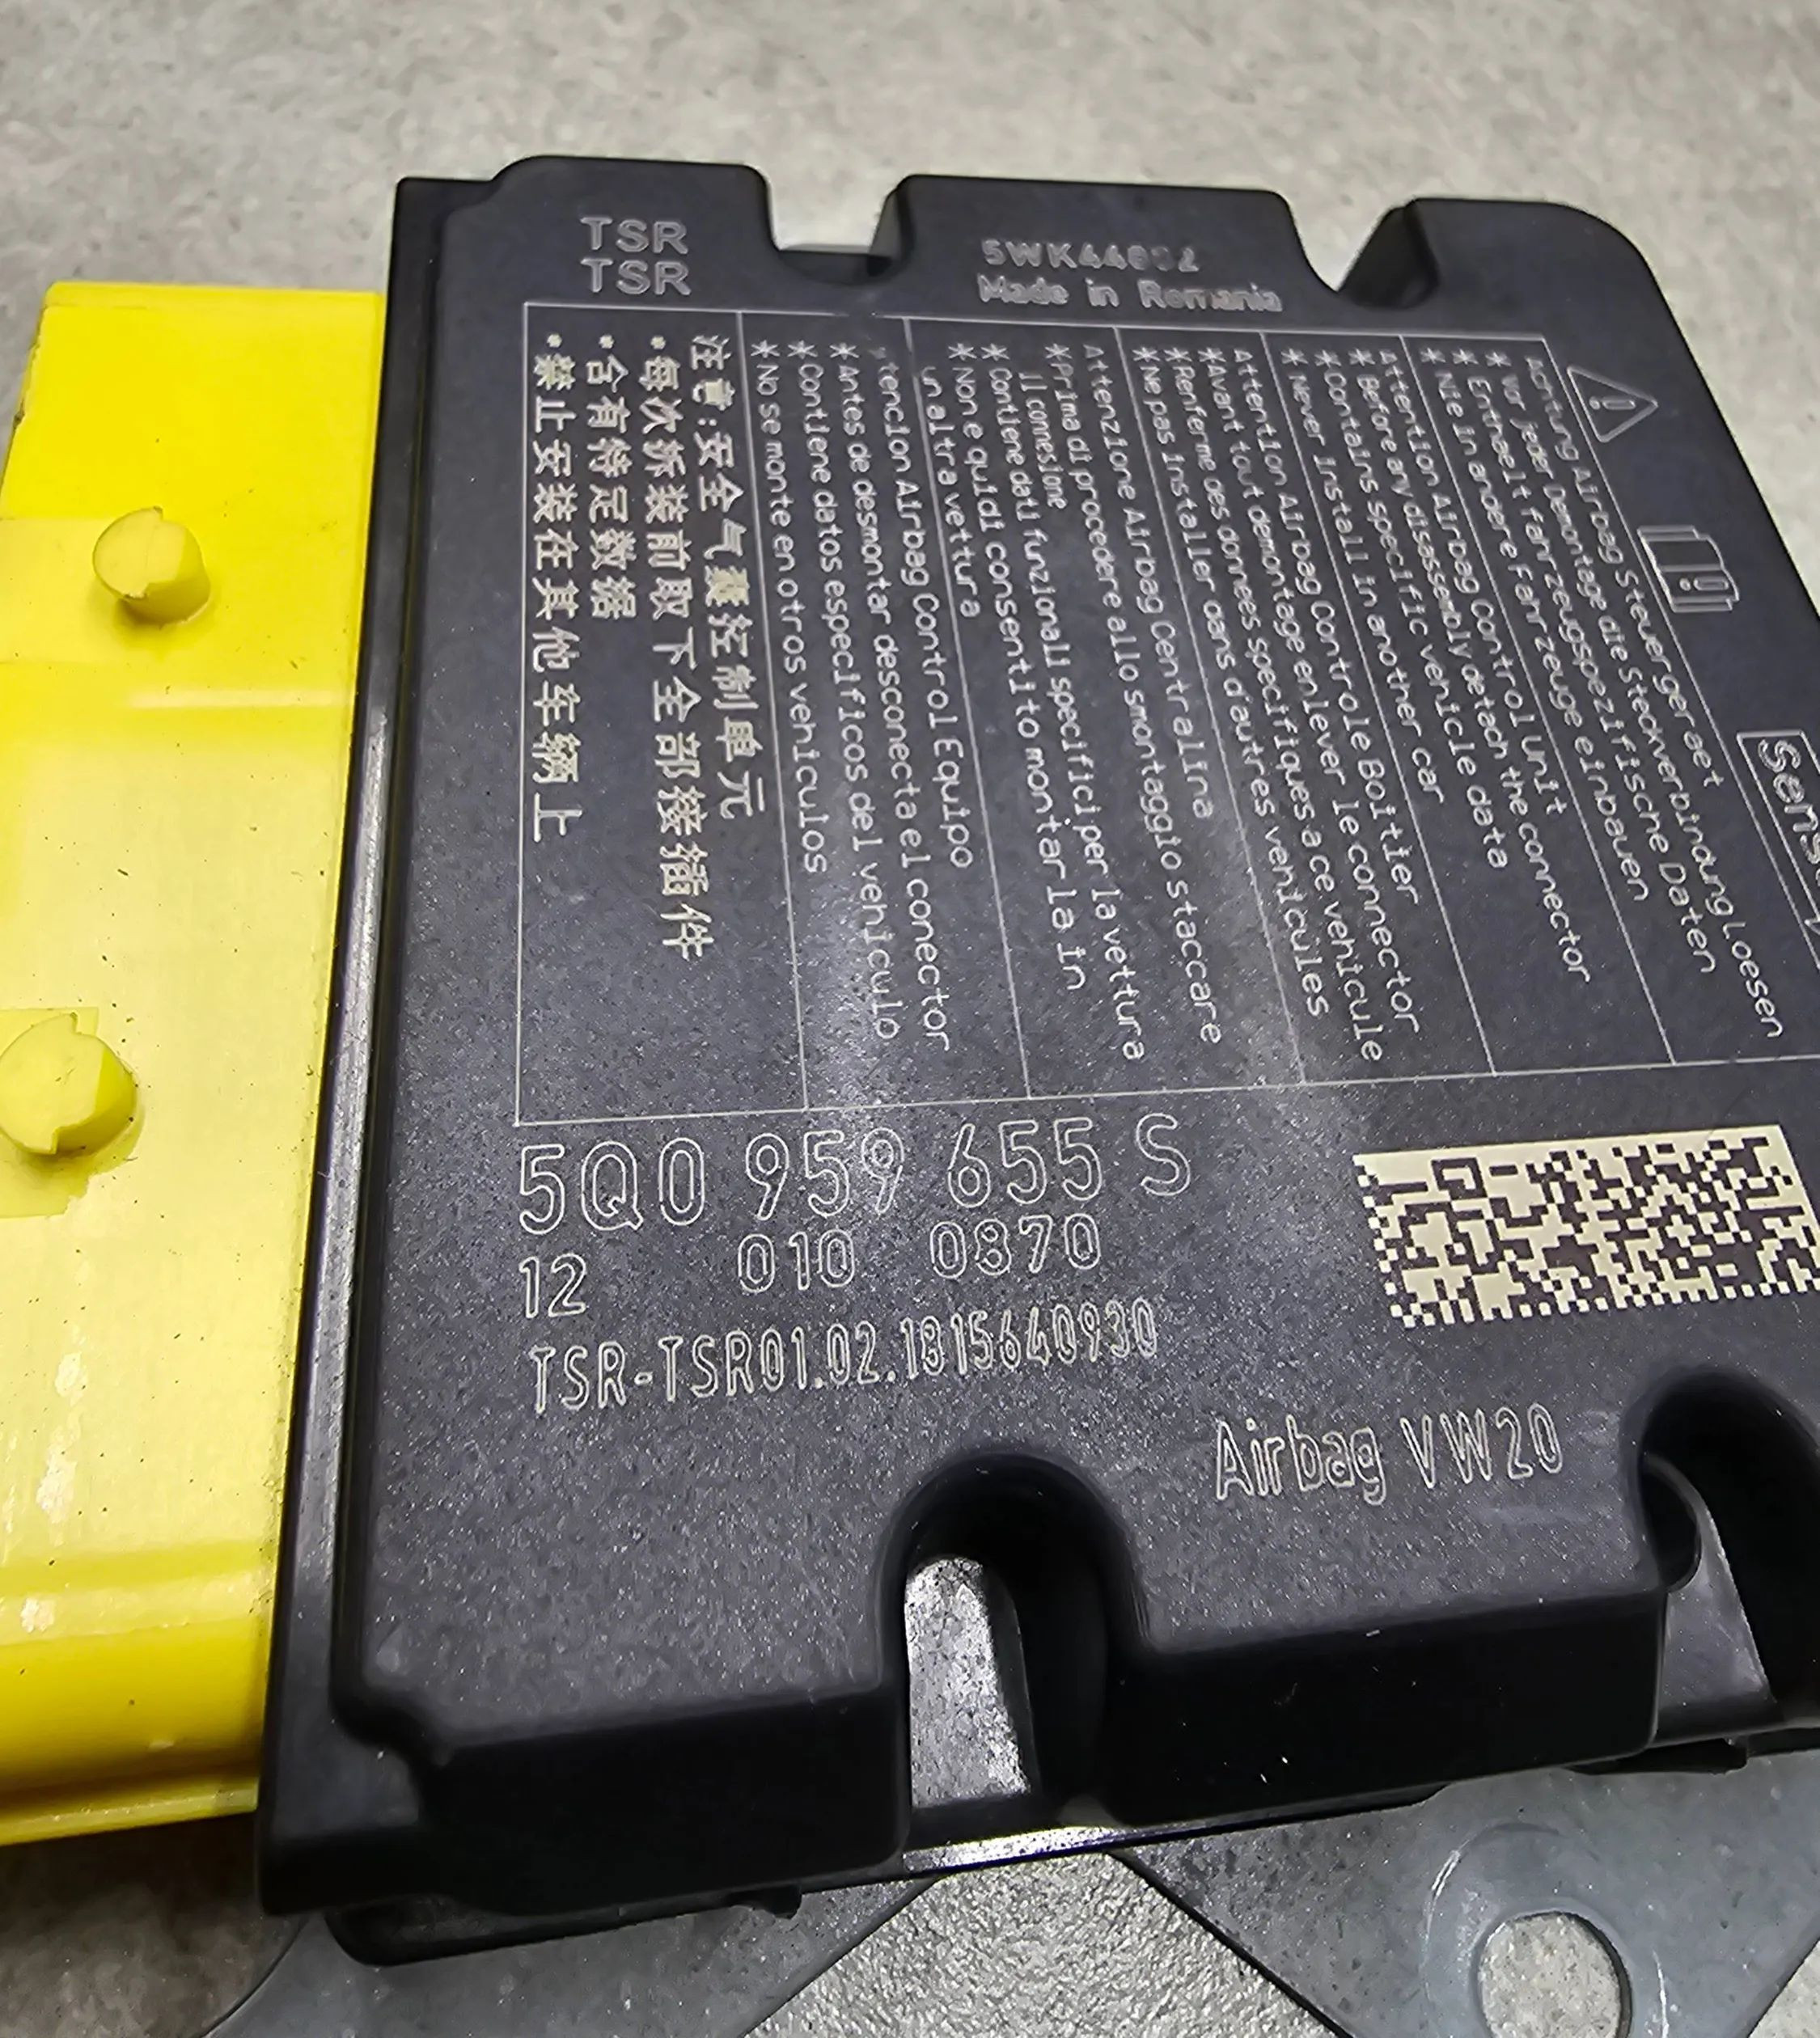 TSR
TSR
Made in Romania
Achtung Airbag Steuergeraet
* Vor jeder Demontage die Steckverbindung loesen
* Enthaelt fahrzeugspezifische Daten
* Nie in andere Fahrzeuge einbauen
Attention Airbag Control Unit
* Before any disassembly detach the connector
* Contains specific vehicle data
* Never install in another car
Attention Airbag Controle Boitier
* Avant tout demontage enlever le connector
* Renferme des donnees specifiques a ce vehicule
* Ne pas installer dans d'autres vehicules
Attenzione Airbag Centralina
* Prima di procedere allo smontaggio staccare
il connesione
* Contiene dati funzionali specifici per la vettura
* Non e quidi consentito montarla in
un altra vettura
Atencion Airbag Control Equipo
* Antes de desmontar desconecta el conector
* Contiene datos especificos del vehiculo
* No se monte en otros vehiculos
注意:安全气囊控制单元
·每次拆装前取下全部接插件
·含有特定数据
·禁止安装在其他车辆上
5Q0 959 655 S
12 010 0870
TSR-TSR01.02.1815640930
Airbag VW20